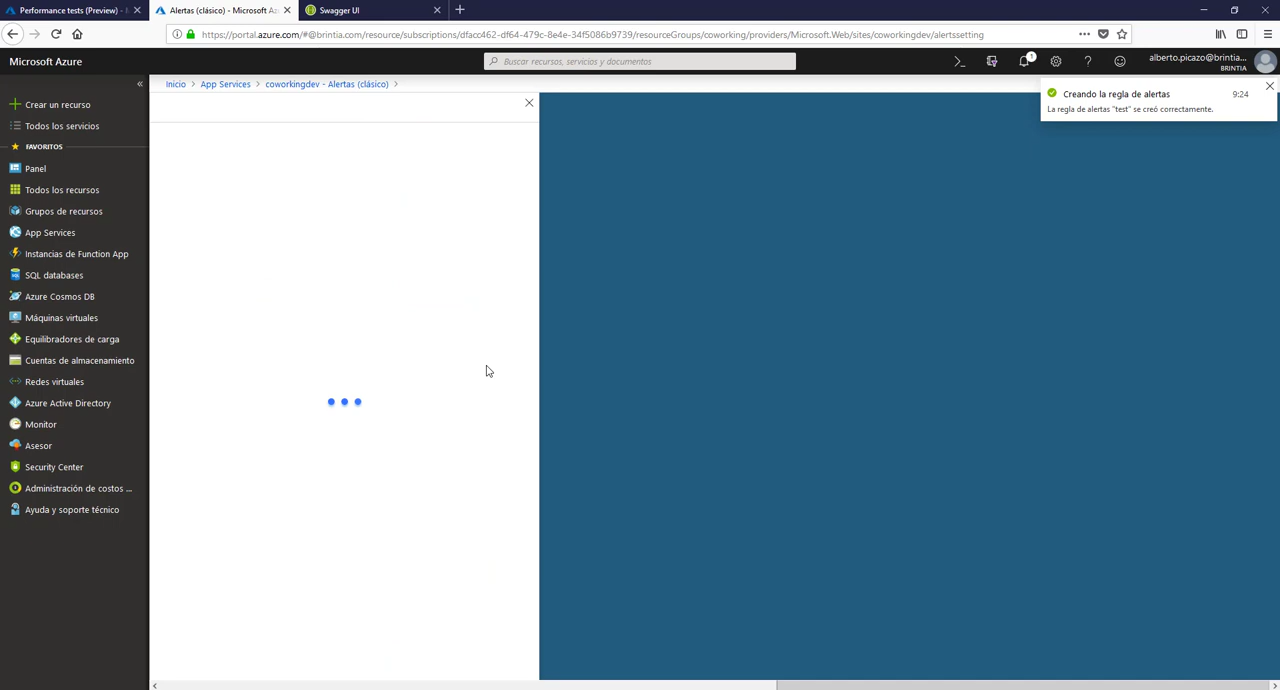 Performance tests (Preview) -
Alertas (clásico) - Microsoft Az
Swagger UI
https://portal.azure.com/#@brintia.com/resource/subscriptions/dfacc462-df64-479c-8e4e-34f5086b9739/resourceGroups/coworking/providers/Microsoft.Web/sites/coworkingdev/alertssetting
Microsoft Azure
Buscar recursos, servicios y documentos
1
alberto.picazo@brintia...
BRINTIA
Inicio > App Services > coworkingdev - Alertas (clásico) >
Creando la regla de alertas 9:24
La regla de alertas "test" se creó correctamente.
Crear un recurso
Todos los servicios
FAVORITOS
Panel
Todos los recursos
Grupos de recursos
App Services
Instancias de Function App
SQL databases
Azure Cosmos DB
Máquinas virtuales
Equilibradores de carga
Cuentas de almacenamiento
Redes virtuales
Azure Active Directory
Monitor
Asesor
Security Center
Administración de costos ...
Ayuda y soporte técnico